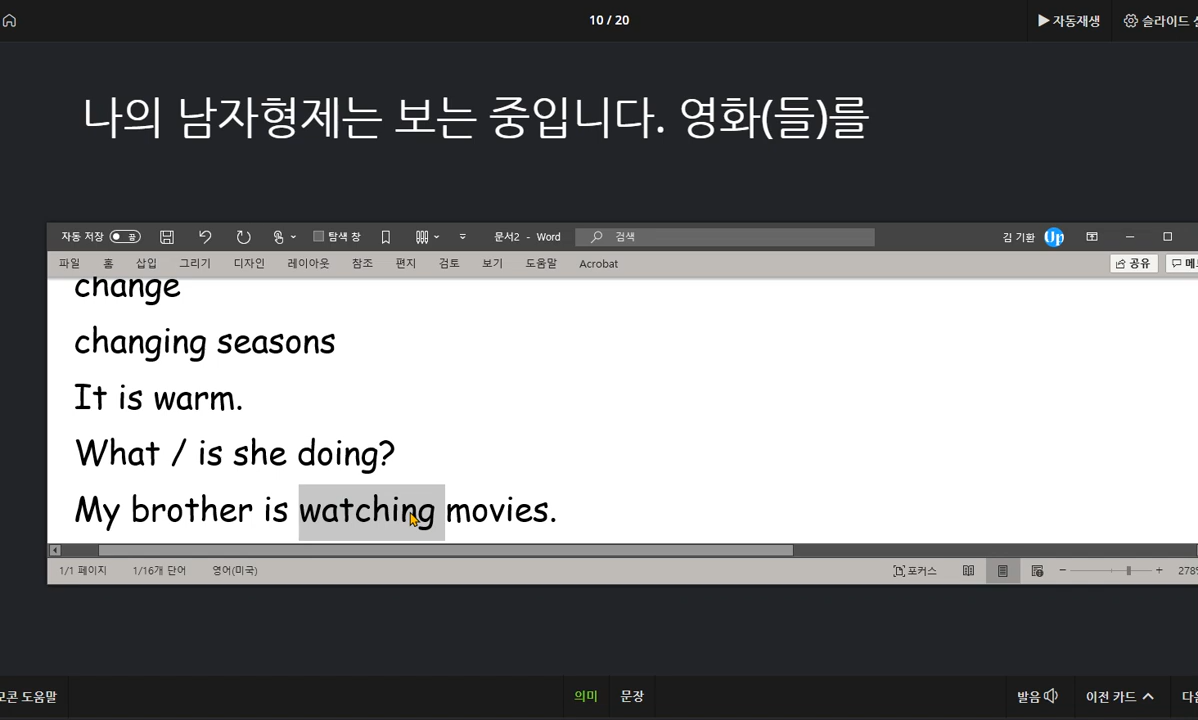 10 / 20
자동재생
슬라이드
나의 남자형제는 보는 중입니다. 영화(들)를
자동 저장 끔 탐색 창 문서2 - Word 검색 김 기환 Up
파일 홈 삽입 그리기 디자인 레이아웃 참조 편지 검토 보기 도움말 Acrobat 공유
change
changing seasons
It is warm.
What / is she doing?
My brother is watching movies.
1/1 페이지 1/16개 단어 영어(미국) 포커스 278%
도움말 의미 문장 발음 이전 카드